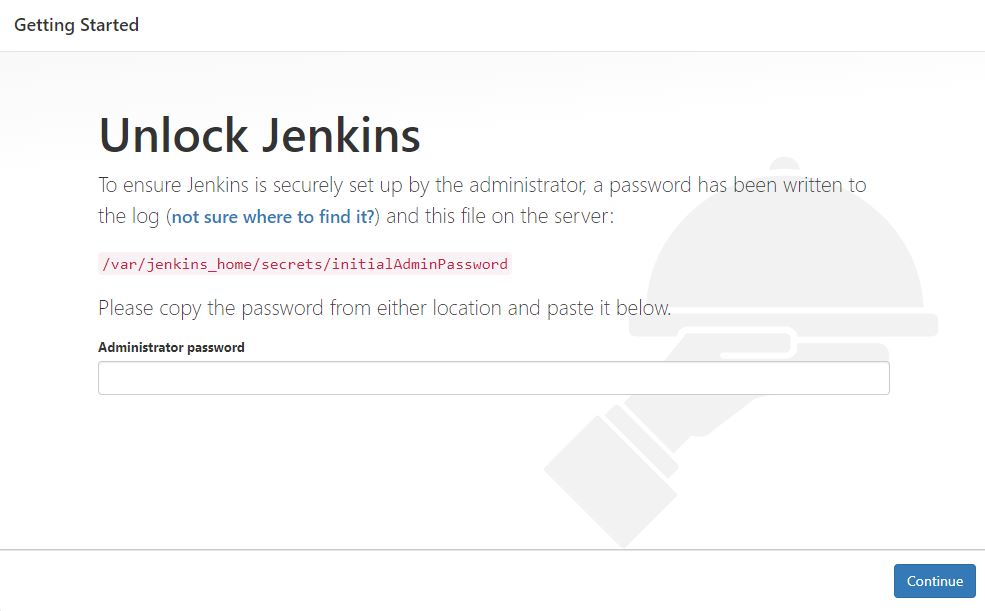 Getting Started
Unlock Jenkins
To ensure Jenkins is securely set up by the administrator, a password has been written to
the log (not sure where to find it?) and this file on the server:
/var/jenkins_home/secrets/initialAdminPassword
Please copy the password from either location and paste it below.
Administrator password
Continue